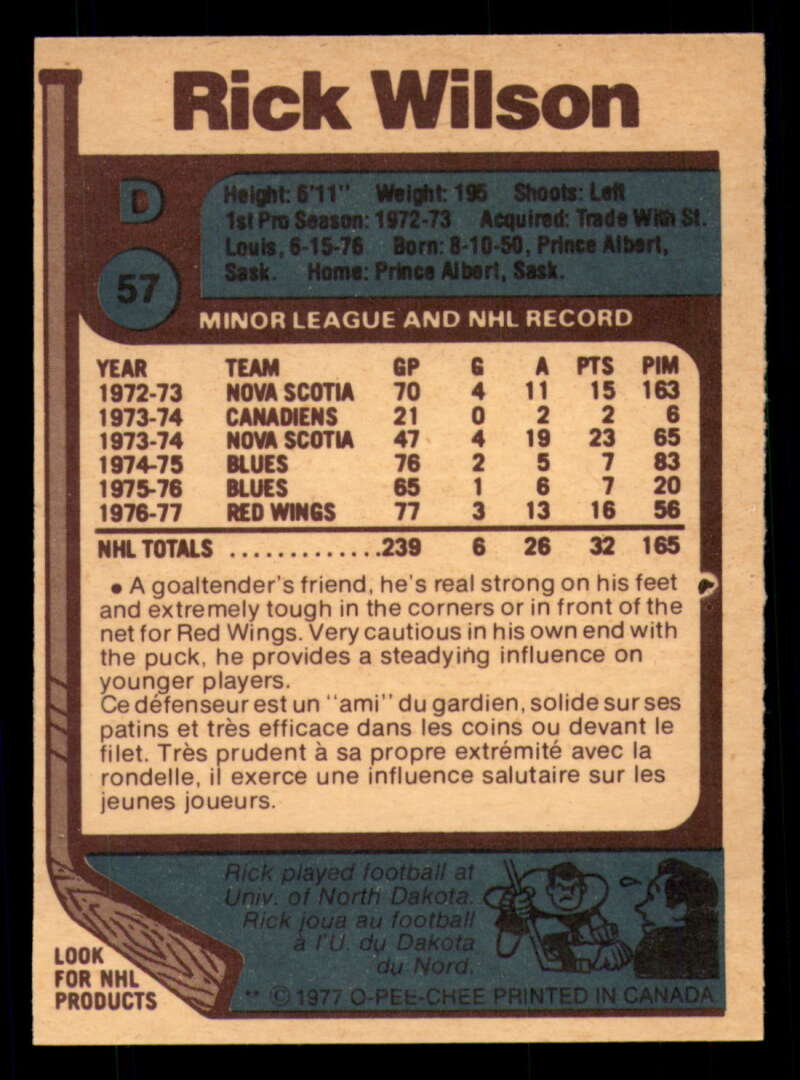 Rick Wilson
D
Height: 6'11" Weight: 195 Shoots: Left
1st Pro Season: 1972-73 Acquired: Trade With St.
Louis, 6-15-76 Born: 8-10-50, Prince Albert,
Sask. Home: Prince Albert, Sask.
57
MINOR LEAGUE AND NHL RECORD
YEAR TEAM GP G A PTS PIM
1972-73 NOVA SCOTIA 70 4 11 15 163
1973-74 CANADIENS 21 0 2 2 6
1973-74 NOVA SCOTIA 47 4 19 23 65
1974-75 BLUES 76 2 5 7 83
1975-76 BLUES 65 1 6 7 20
1976-77 RED WINGS 77 3 13 16 56
NHL TOTALS .............239 6 26 32 165
• A goaltender's friend, he's real strong on his feet
and extremely tough in the corners or in front of the
net for Red Wings. Very cautious in his own end with
the puck, he provides a steadying influence on
younger players.
Ce défenseur est un "ami" du gardien, solide sur ses
patins et très efficace dans les coins ou devant le
filet. Très prudent à sa propre extrémité avec la
rondelle, il exerce une influence salutaire sur les
jeunes joueurs.
Rick played football at
Univ. of North Dakota.
Rick joua au football
à l'U. du Dakota
du Nord.
LOOK
FOR NHL
PRODUCTS
** © 1977 O-PEE-CHEE PRINTED IN CANADA